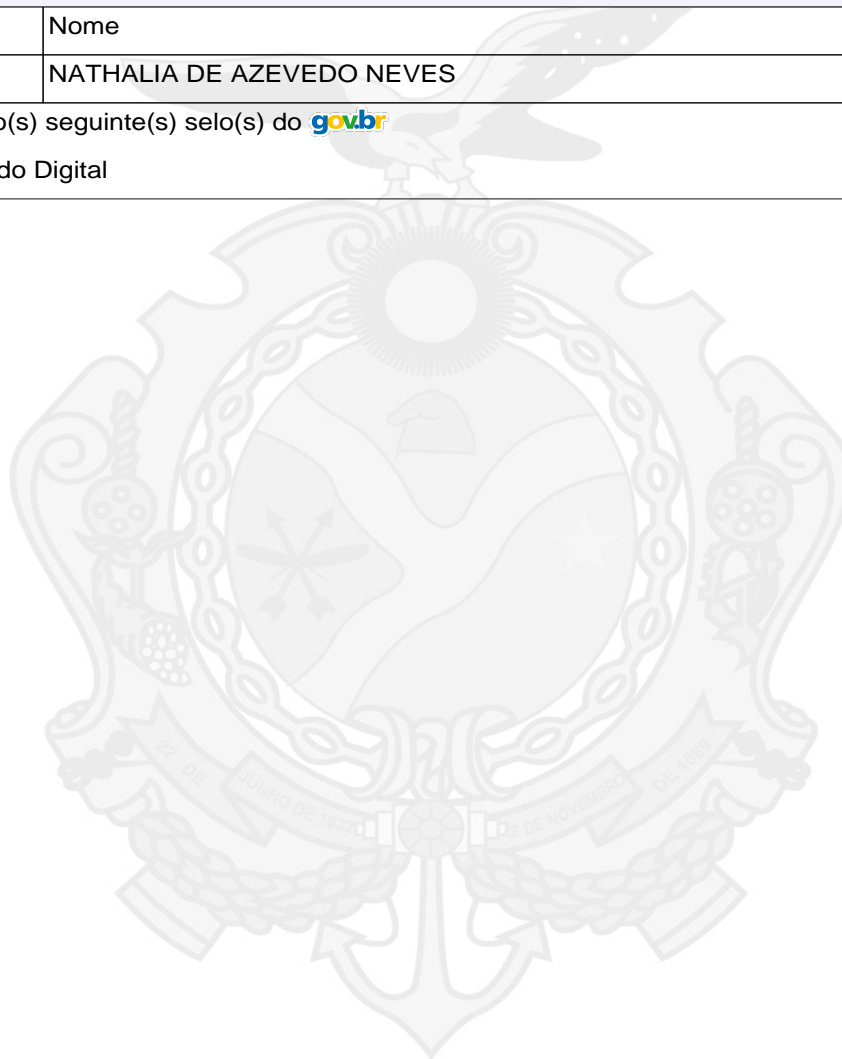 Nome
NATHALIA DE AZEVEDO NEVES
o(s) seguinte(s) selo(s) do gov.br
do Digital
22 DE JUNHO DE 1832
21 DE NOVEMBRO DE 1889